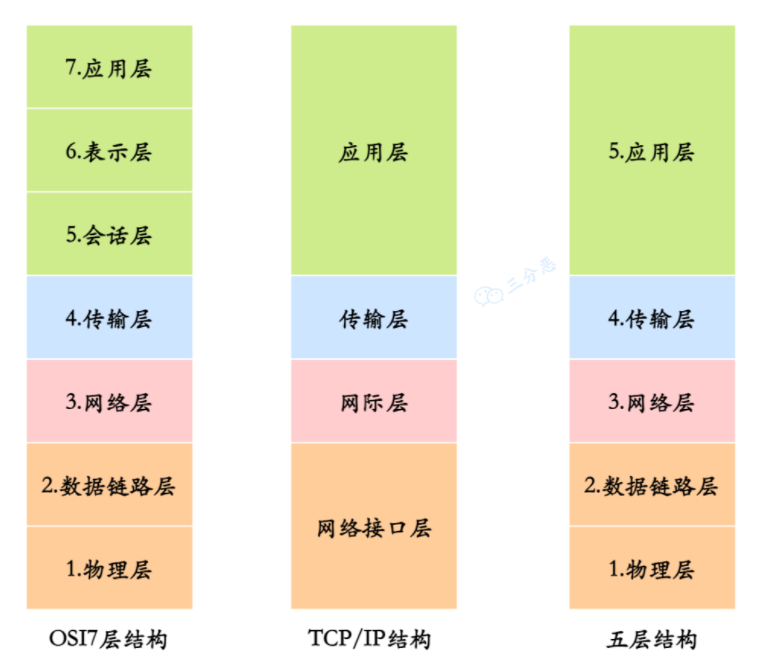 7.应用层
6.表示层
5.会话层
4.传输层
3.网络层
2.数据链路层
1.物理层
OSI7层结构
应用层
传输层
网际层
网络接口层
TCP/IP结构
5.应用层
4.传输层
3.网络层
2.数据链路层
1.物理层
五层结构
三分恶